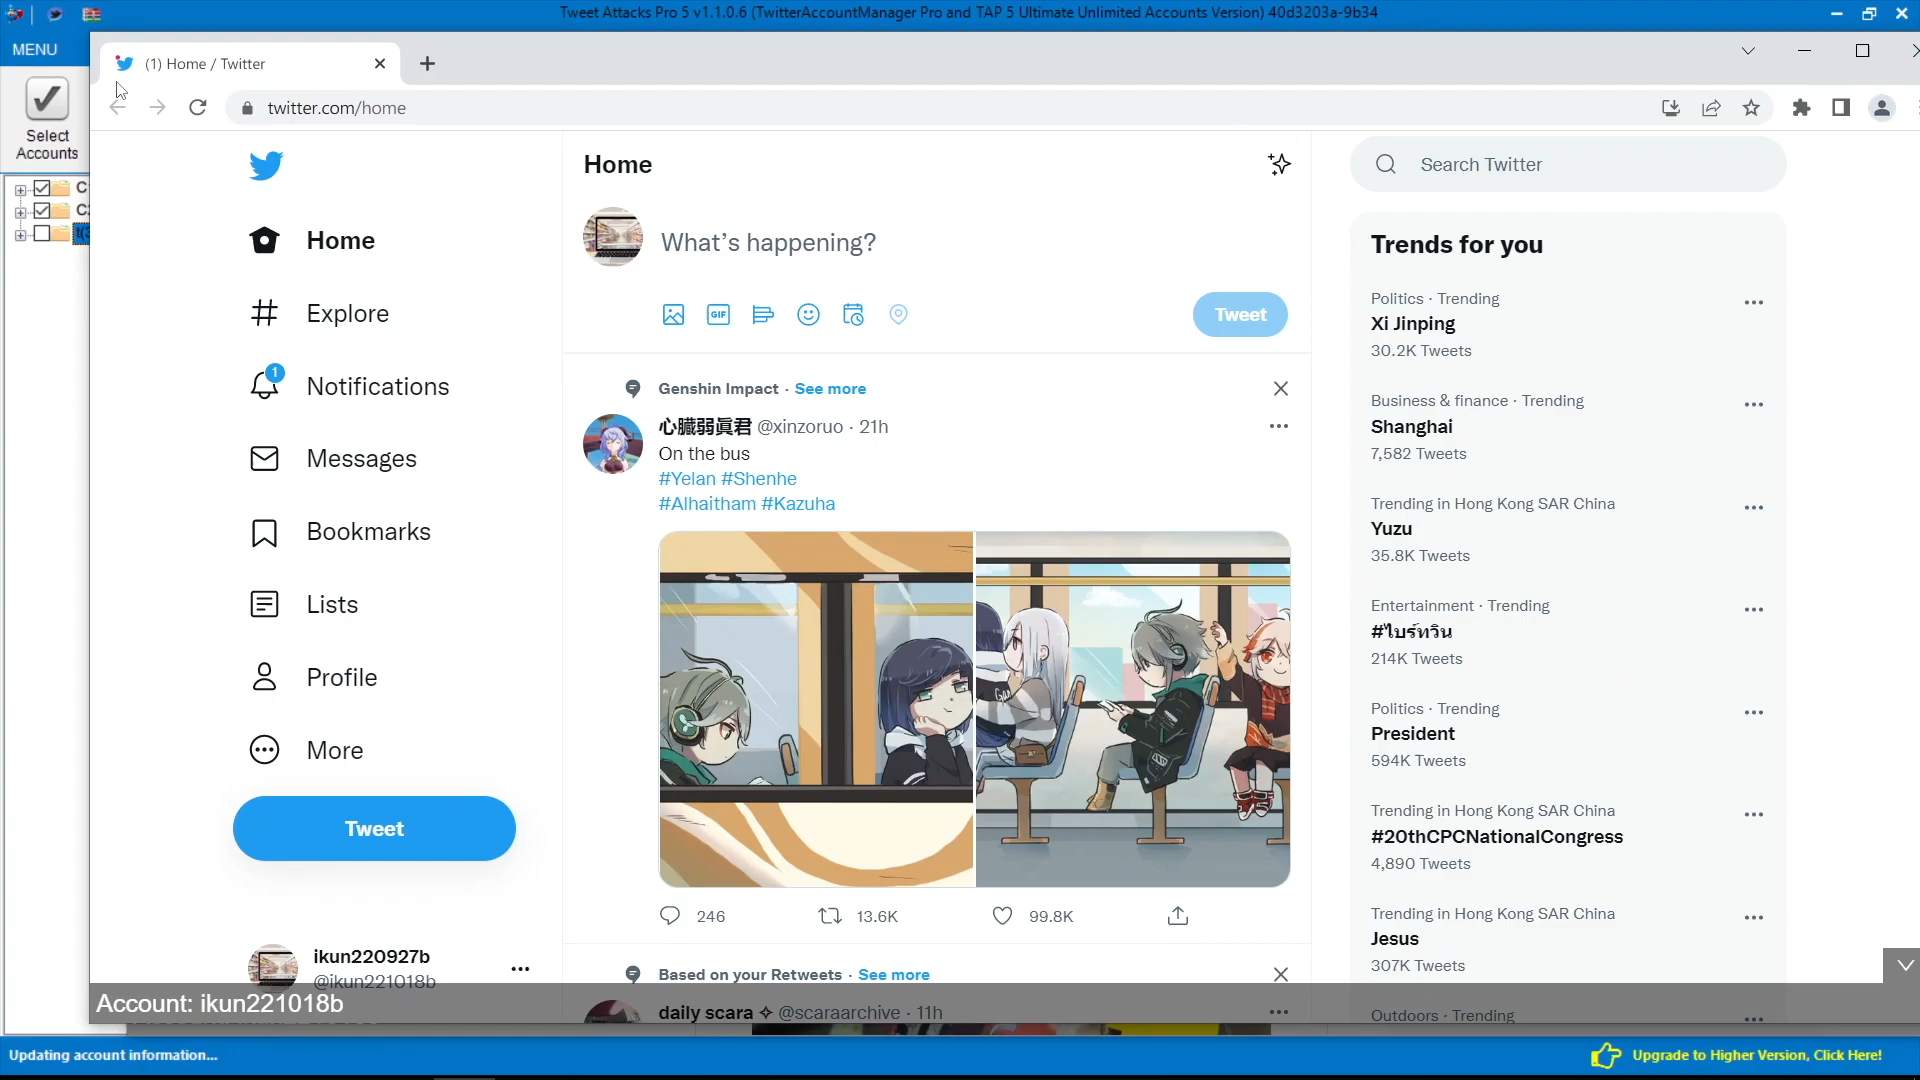 Tweet Attacks Pro 5 v1.1.0.6 (TwitterAccountManager Pro and TAP 5 Ultimate Unlimited Accounts Version) 40d3203a-9b34
MENU
(1) Home / Twitter
twitter.com/home
Select
Accounts
Home
Explore
1
Notifications
Messages
Bookmarks
Lists
Profile
More
Tweet
ikun220927b
@ikun221018b
Home
What's happening?
GIF
Tweet
Genshin Impact · See more
心臓弱眞君 @xinzoruo · 21h
On the bus
#Yelan #Shenhe
#Alhaitham #Kazuha
246
13.6K
99.8K
Based on your Retweets · See more
daily scara ✧ @scaraarchive · 11h
Search Twitter
Trends for you
Politics · Trending
Xi Jinping
30.2K Tweets
Business & finance · Trending
Shanghai
7,582 Tweets
Trending in Hong Kong SAR China
Yuzu
35.8K Tweets
Entertainment · Trending
#ไบร์ทวิน
214K Tweets
Politics · Trending
President
594K Tweets
Trending in Hong Kong SAR China
#20thCPCNationalCongress
4,890 Tweets
Trending in Hong Kong SAR China
Jesus
307K Tweets
Outdoors · Trending
Account: ikun221018b
Updating account information...
Upgrade to Higher Version, Click Here!